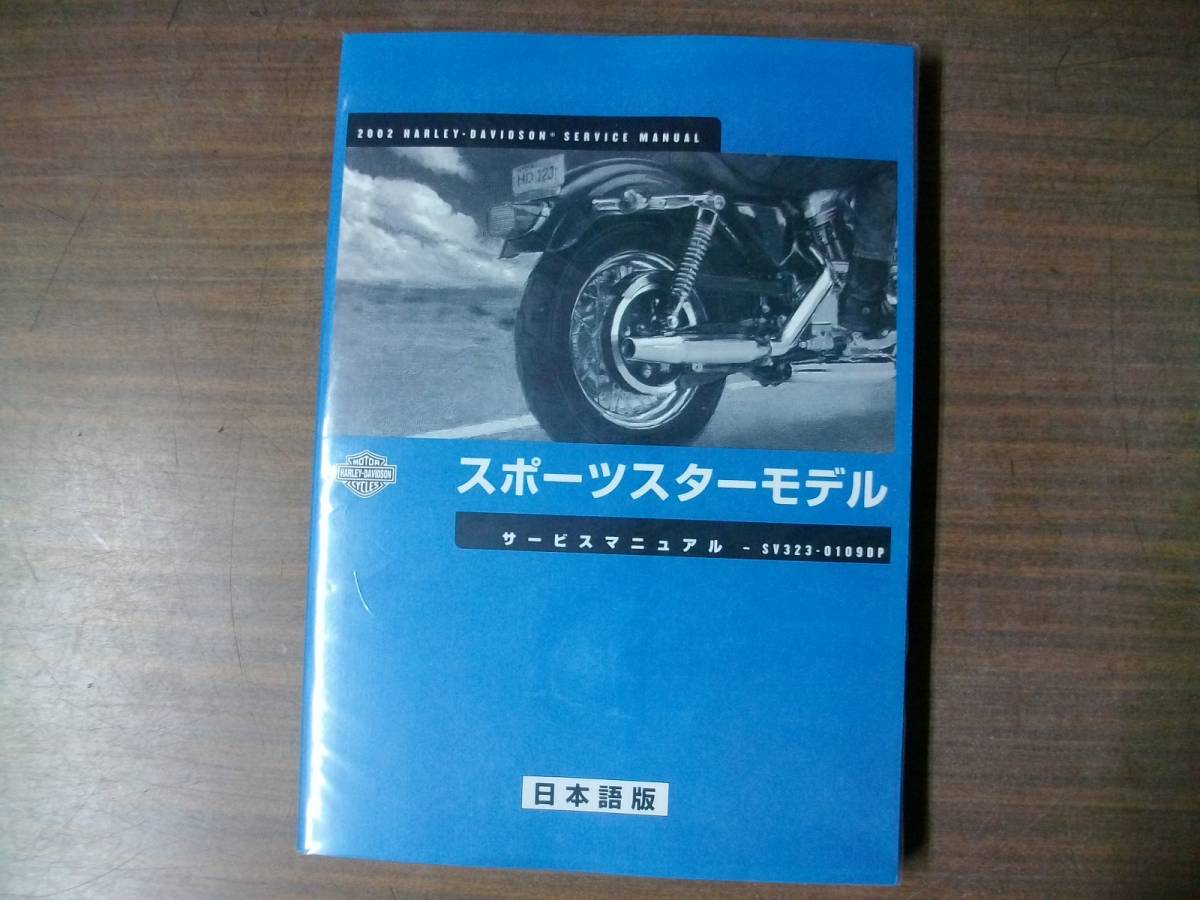 2002 HARLEY-DAVIDSON® SERVICE MANUAL
HD 123
MOTOR
HARLEY-DAVIDSON
CYCLES
スポーツスターモデル
サービスマニュアル - SV323-0109DP
日本語版